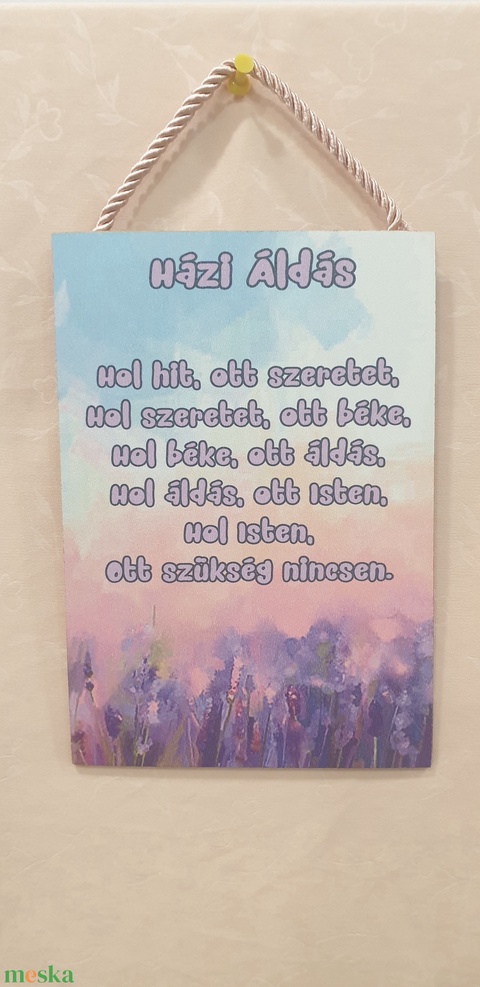 Házi Áldás
Hol hit, ott szeretet,
Hol szeretet, ott béke,
Hol béke, ott áldás,
Hol áldás, ott Isten,
Hol Isten,
Ott szükség nincsen.
meska